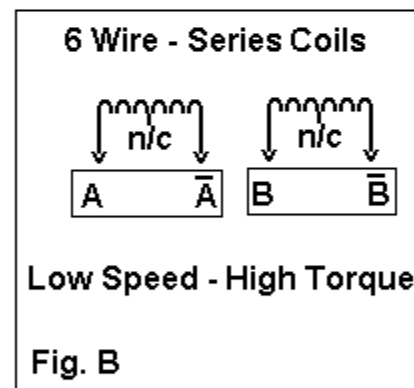 6 Wire - Series Coils
n/c n/c
A A̅ B B̅
Low Speed - High Torque
Fig. B